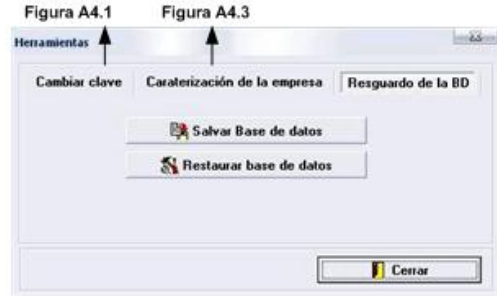 Figura A4.1 Figura A4.3
Herramientas
Cambiar clave Caraterización de la empresa Resguardo de la BD
Salvar Base de datos
Restaurar base de datos
Cerrar